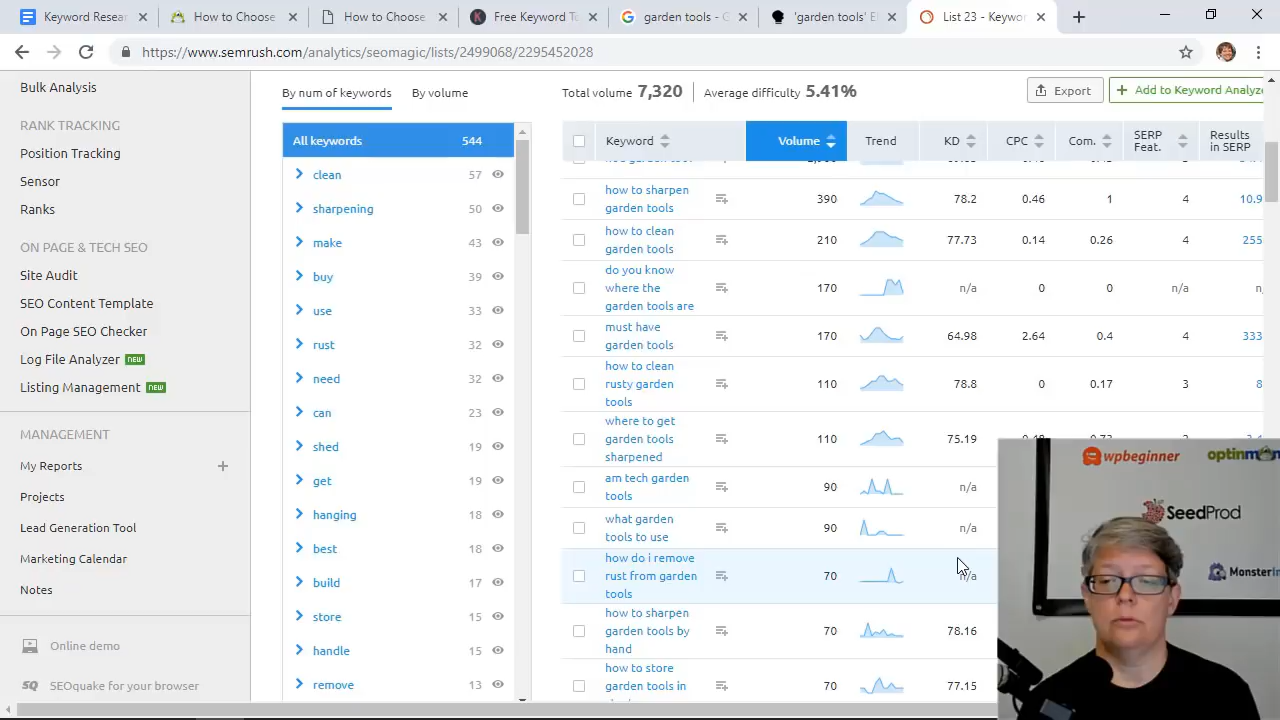 Keyword Resea
How to Choose
How to Choose
Free Keyword To
garden tools - G
'garden tools' E
List 23 - Keywor
https://www.semrush.com/analytics/seomagic/lists/2499068/2295452028
Bulk Analysis
RANK TRACKING
Position Tracking
Sensor
Ranks
ON PAGE & TECH SEO
Site Audit
SEO Content Template
On Page SEO Checker
Log File Analyzer NEW
Listing Management NEW
MANAGEMENT
My Reports
Projects
Lead Generation Tool
Marketing Calendar
Notes
Online demo
SEOquake for your browser
By num of keywords
By volume
All keywords 544
clean 57
sharpening 50
make 43
buy 39
use 33
rust 32
need 32
can 23
shed 19
get 19
hanging 18
best 18
build 17
store 15
handle 15
remove 13
Total volume 7,320
Average difficulty 5.41%
Export
+ Add to Keyword Analyze
Keyword Volume Trend KD CPC Com. SERP Feat. Results in SERP
how to sharpen
garden tools
390 78.2 0.46 1 4 10.9
how to clean
garden tools
210 77.73 0.14 0.26 4 255
do you know
where the
garden tools are
170 n/a 0 0 n/a n/
must have
garden tools
170 64.98 2.64 0.4 4 333
how to clean
rusty garden
tools
110 78.8 0 0.17 3 8
where to get
garden tools
sharpened
110 75.19
am tech garden
tools
90 n/a
what garden
tools to use
90 n/a
how do i remove
rust from garden
tools
70 n/a
how to sharpen
garden tools by
hand
70 78.16
how to store
garden tools in
70 77.15
wpbeginner
optinmon
SeedProd
MonsterIn